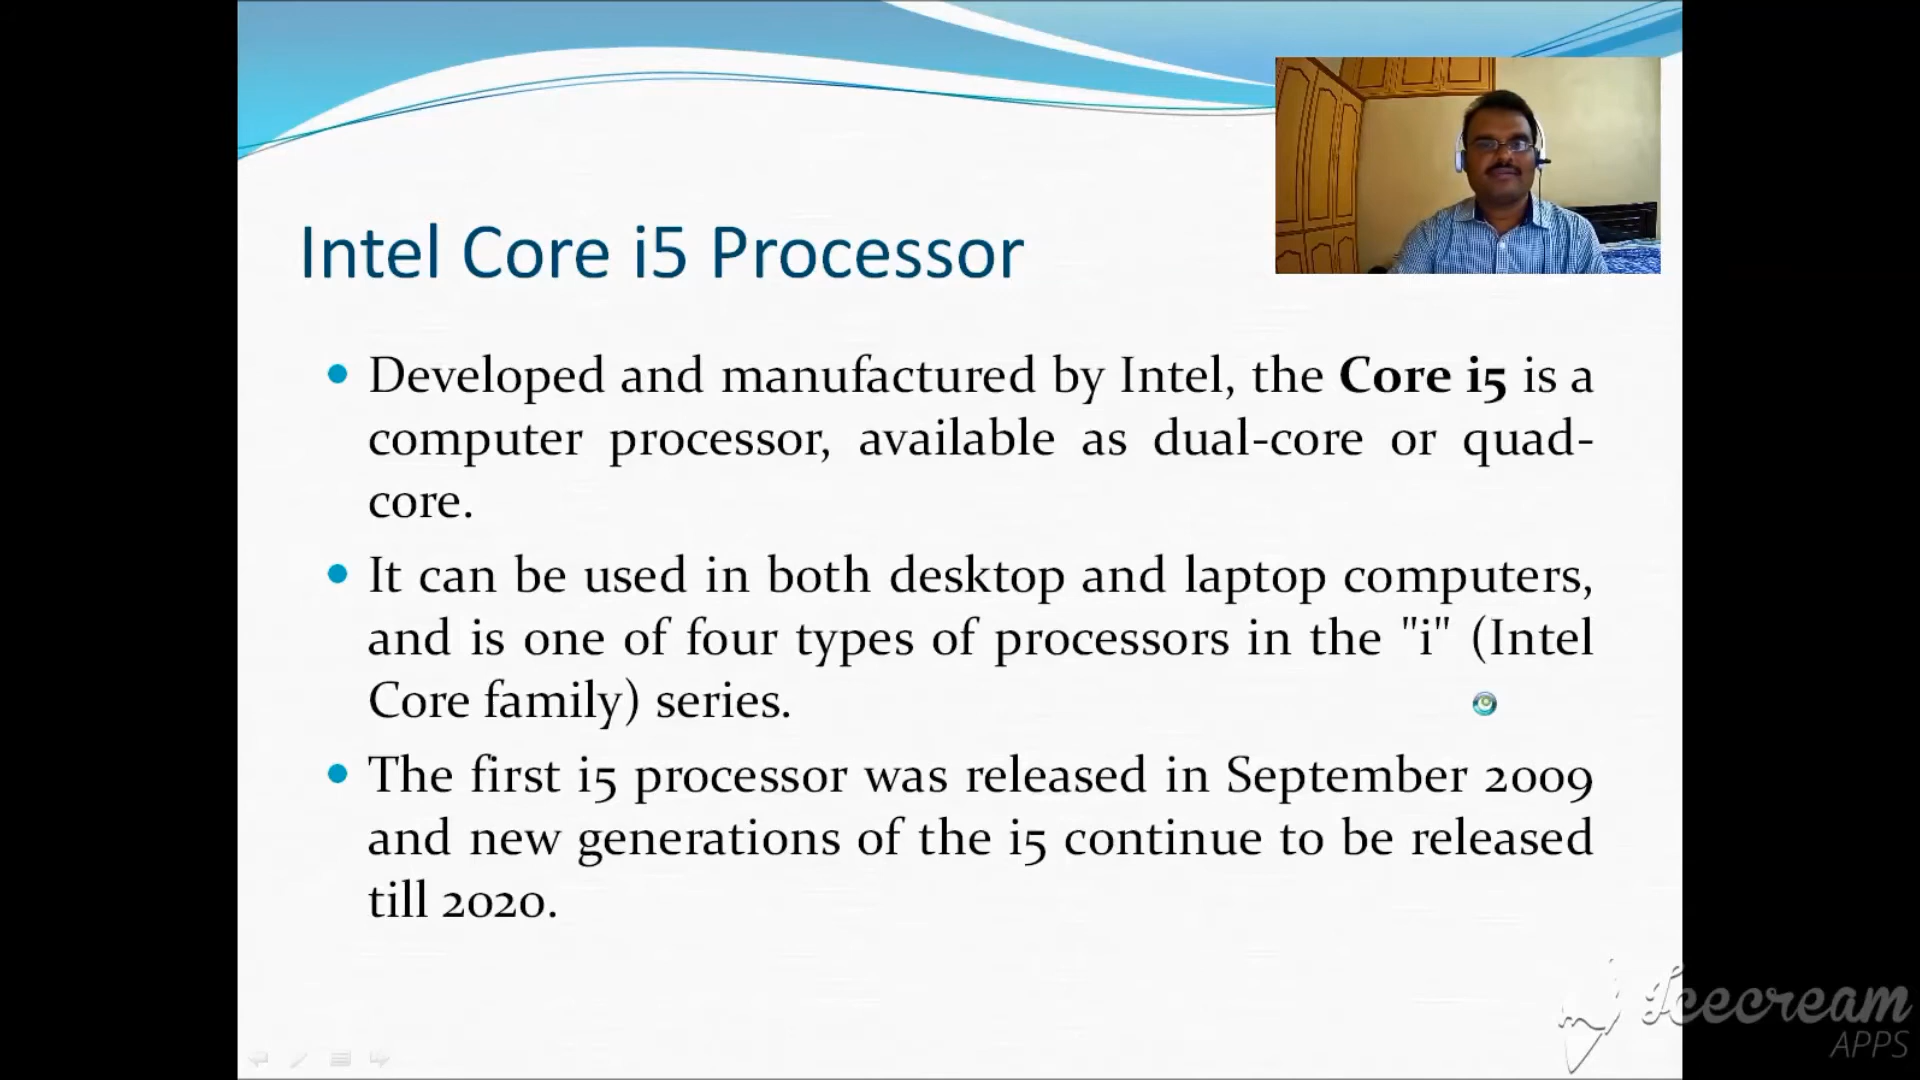 Intel Core i5 Processor
Developed and manufactured by Intel, the Core i5 is a
computer processor, available as dual-core or quad-
core.
It can be used in both desktop and laptop computers,
and is one of four types of processors in the "i" (Intel
Core family) series.
The first i5 processor was released in September 2009
and new generations of the i5 continue to be released
till 2020.
Icecream
APPS